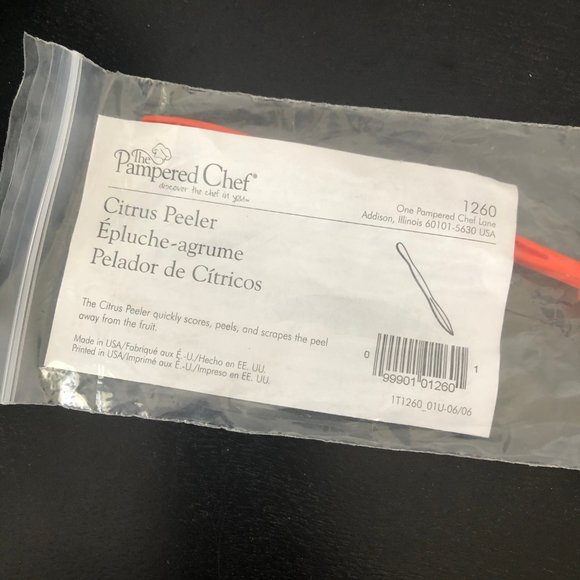 The
Pampered Chef®
discover the chef in you™
1260
One Pampered Chef Lane
Addison, Illinois 60101-5630 USA
Citrus Peeler
Épluche-agrume
Pelador de Cítricos
The Citrus Peeler quickly scores, peels, and scrapes the peel
away from the fruit.
Made in USA/Fabriqué aux É.-U./Hecho en EE. UU.
Printed in USA/Imprimé aux É.-U./Impreso en EE. UU.
0 99901 01260 1
1T1260_01U-06/06